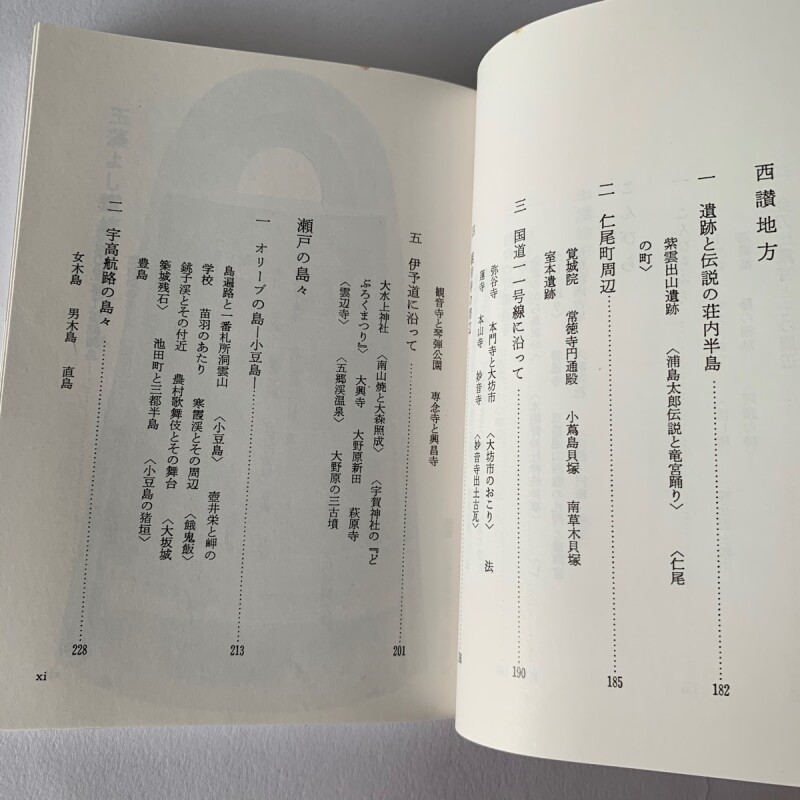 西讃地方
一 遺跡と伝説の荘内半島……182
紫雲出山遺跡 〈浦島太郎伝説と竜宮踊り〉 〈仁尾
の町〉
二 仁尾町周辺……185
覚城院 常徳寺円通殿 小蔦島貝塚 南草木貝塚
室本遺跡
三 国道一一号線に沿って……190
弥谷寺 本門寺と大坊市 〈大坊市のおこり〉 法
蓮寺 本山寺 妙音寺 〈妙音寺出土古瓦〉
観音寺と琴弾公園 専念寺と興昌寺
五 伊予道に沿って……201
大水上神社 〈南山焼と大森照成〉 〈宇賀神社の『ど
ぶろくまつり』〉 大興寺 大野原新田 萩原寺
〈雲辺寺〉 〈五郷渓温泉〉 大野原の三古墳
瀬戸の島々
一 オリーブの島―小豆島―……213
島遍路と一番札所洞雲山 〈小豆島〉 壺井栄と岬の
学校 苗羽のあたり 寒霞渓とその周辺 〈餓鬼飯〉
銚子渓とその付近 農村歌舞伎とその舞台 〈大坂城
築城残石〉 池田町と三都半島 〈小豆島の猪垣〉
豊島
二 宇高航路の島々……228
女木島 男木島 直島
xi